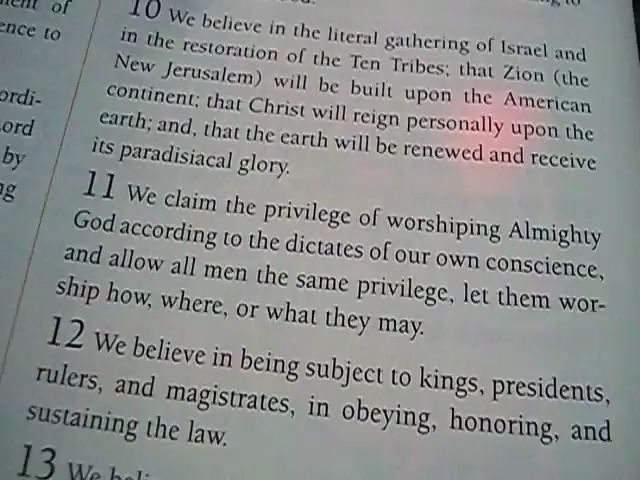 ment of
ence to
ordi-
ord
by
ng
10 We believe in the literal gathering of Israel and
in the restoration of the Ten Tribes; that Zion (the
New Jerusalem) will be built upon the American
continent; that Christ will reign personally upon the
earth; and, that the earth will be renewed and receive
its paradisiacal glory.
11 We claim the privilege of worshiping Almighty
God according to the dictates of our own conscience,
and allow all men the same privilege, let them wor-
ship how, where, or what they may.
12 We believe in being subject to kings, presidents,
rulers, and magistrates, in obeying, honoring, and
sustaining the law.
13 We